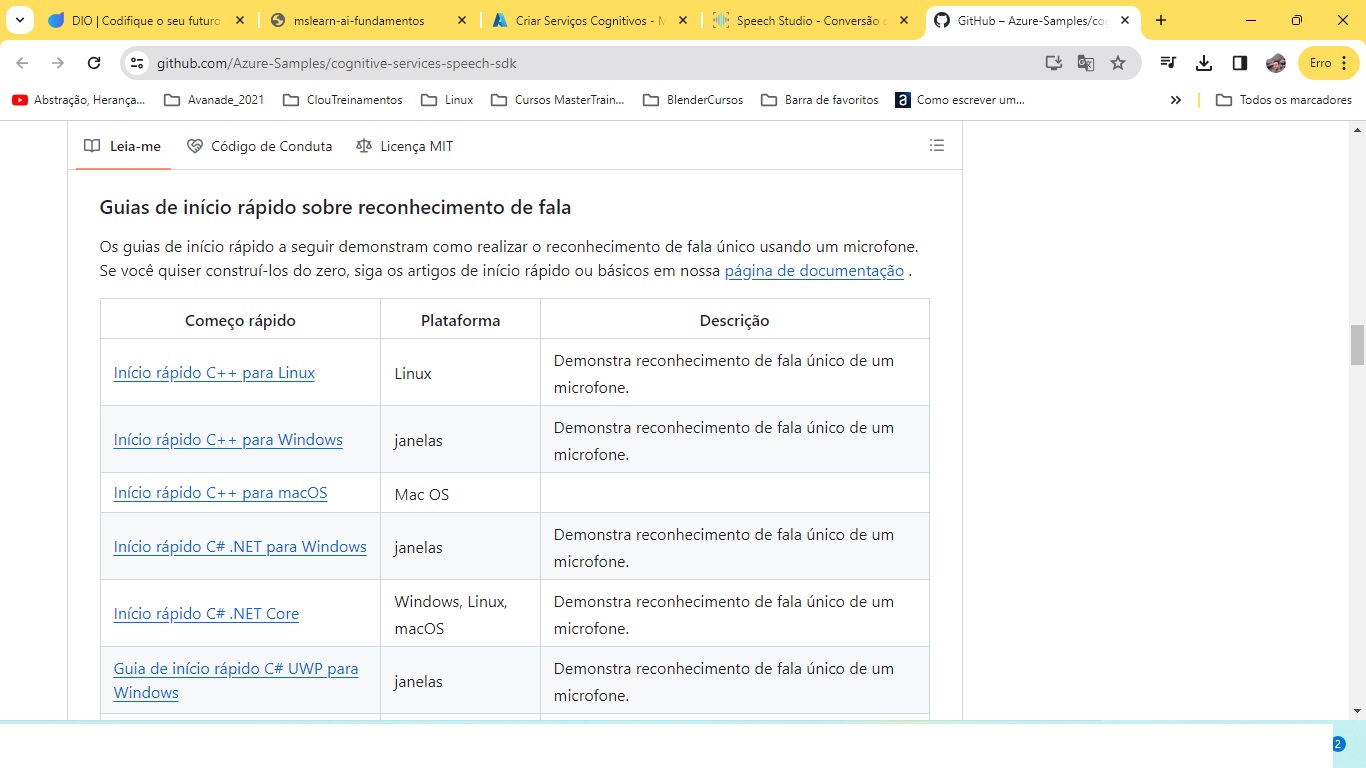 DIO | Codifique o seu futuro
mslearn-ai-fundamentos
Criar Serviços Cognitivos - M
Speech Studio - Conversão
GitHub – Azure-Samples/co
github.com/Azure-Samples/cognitive-services-speech-sdk
Erro
Abstração, Herança...
Avanade_2021
ClouTreinamentos
Linux
Cursos MasterTrain...
BlenderCursos
Barra de favoritos
a
Como escrever um...
Todos os marcadores
Leia-me
Código de Conduta
Licença MIT
Guias de início rápido sobre reconhecimento de fala
Os guias de início rápido a seguir demonstram como realizar o reconhecimento de fala único usando um microfone.
Se você quiser construí-los do zero, siga os artigos de início rápido ou básicos em nossa página de documentação .
Começo rápido
Plataforma
Descrição
Início rápido C++ para Linux
Linux
Demonstra reconhecimento de fala único de um
microfone.
Início rápido C++ para Windows
janelas
Demonstra reconhecimento de fala único de um
microfone.
Início rápido C++ para macOS
Mac OS
Início rápido C# .NET para Windows
janelas
Demonstra reconhecimento de fala único de um
microfone.
Início rápido C# .NET Core
Windows, Linux,
macOS
Demonstra reconhecimento de fala único de um
microfone.
Guia de início rápido C# UWP para
Windows
janelas
Demonstra reconhecimento de fala único de um
microfone.
2